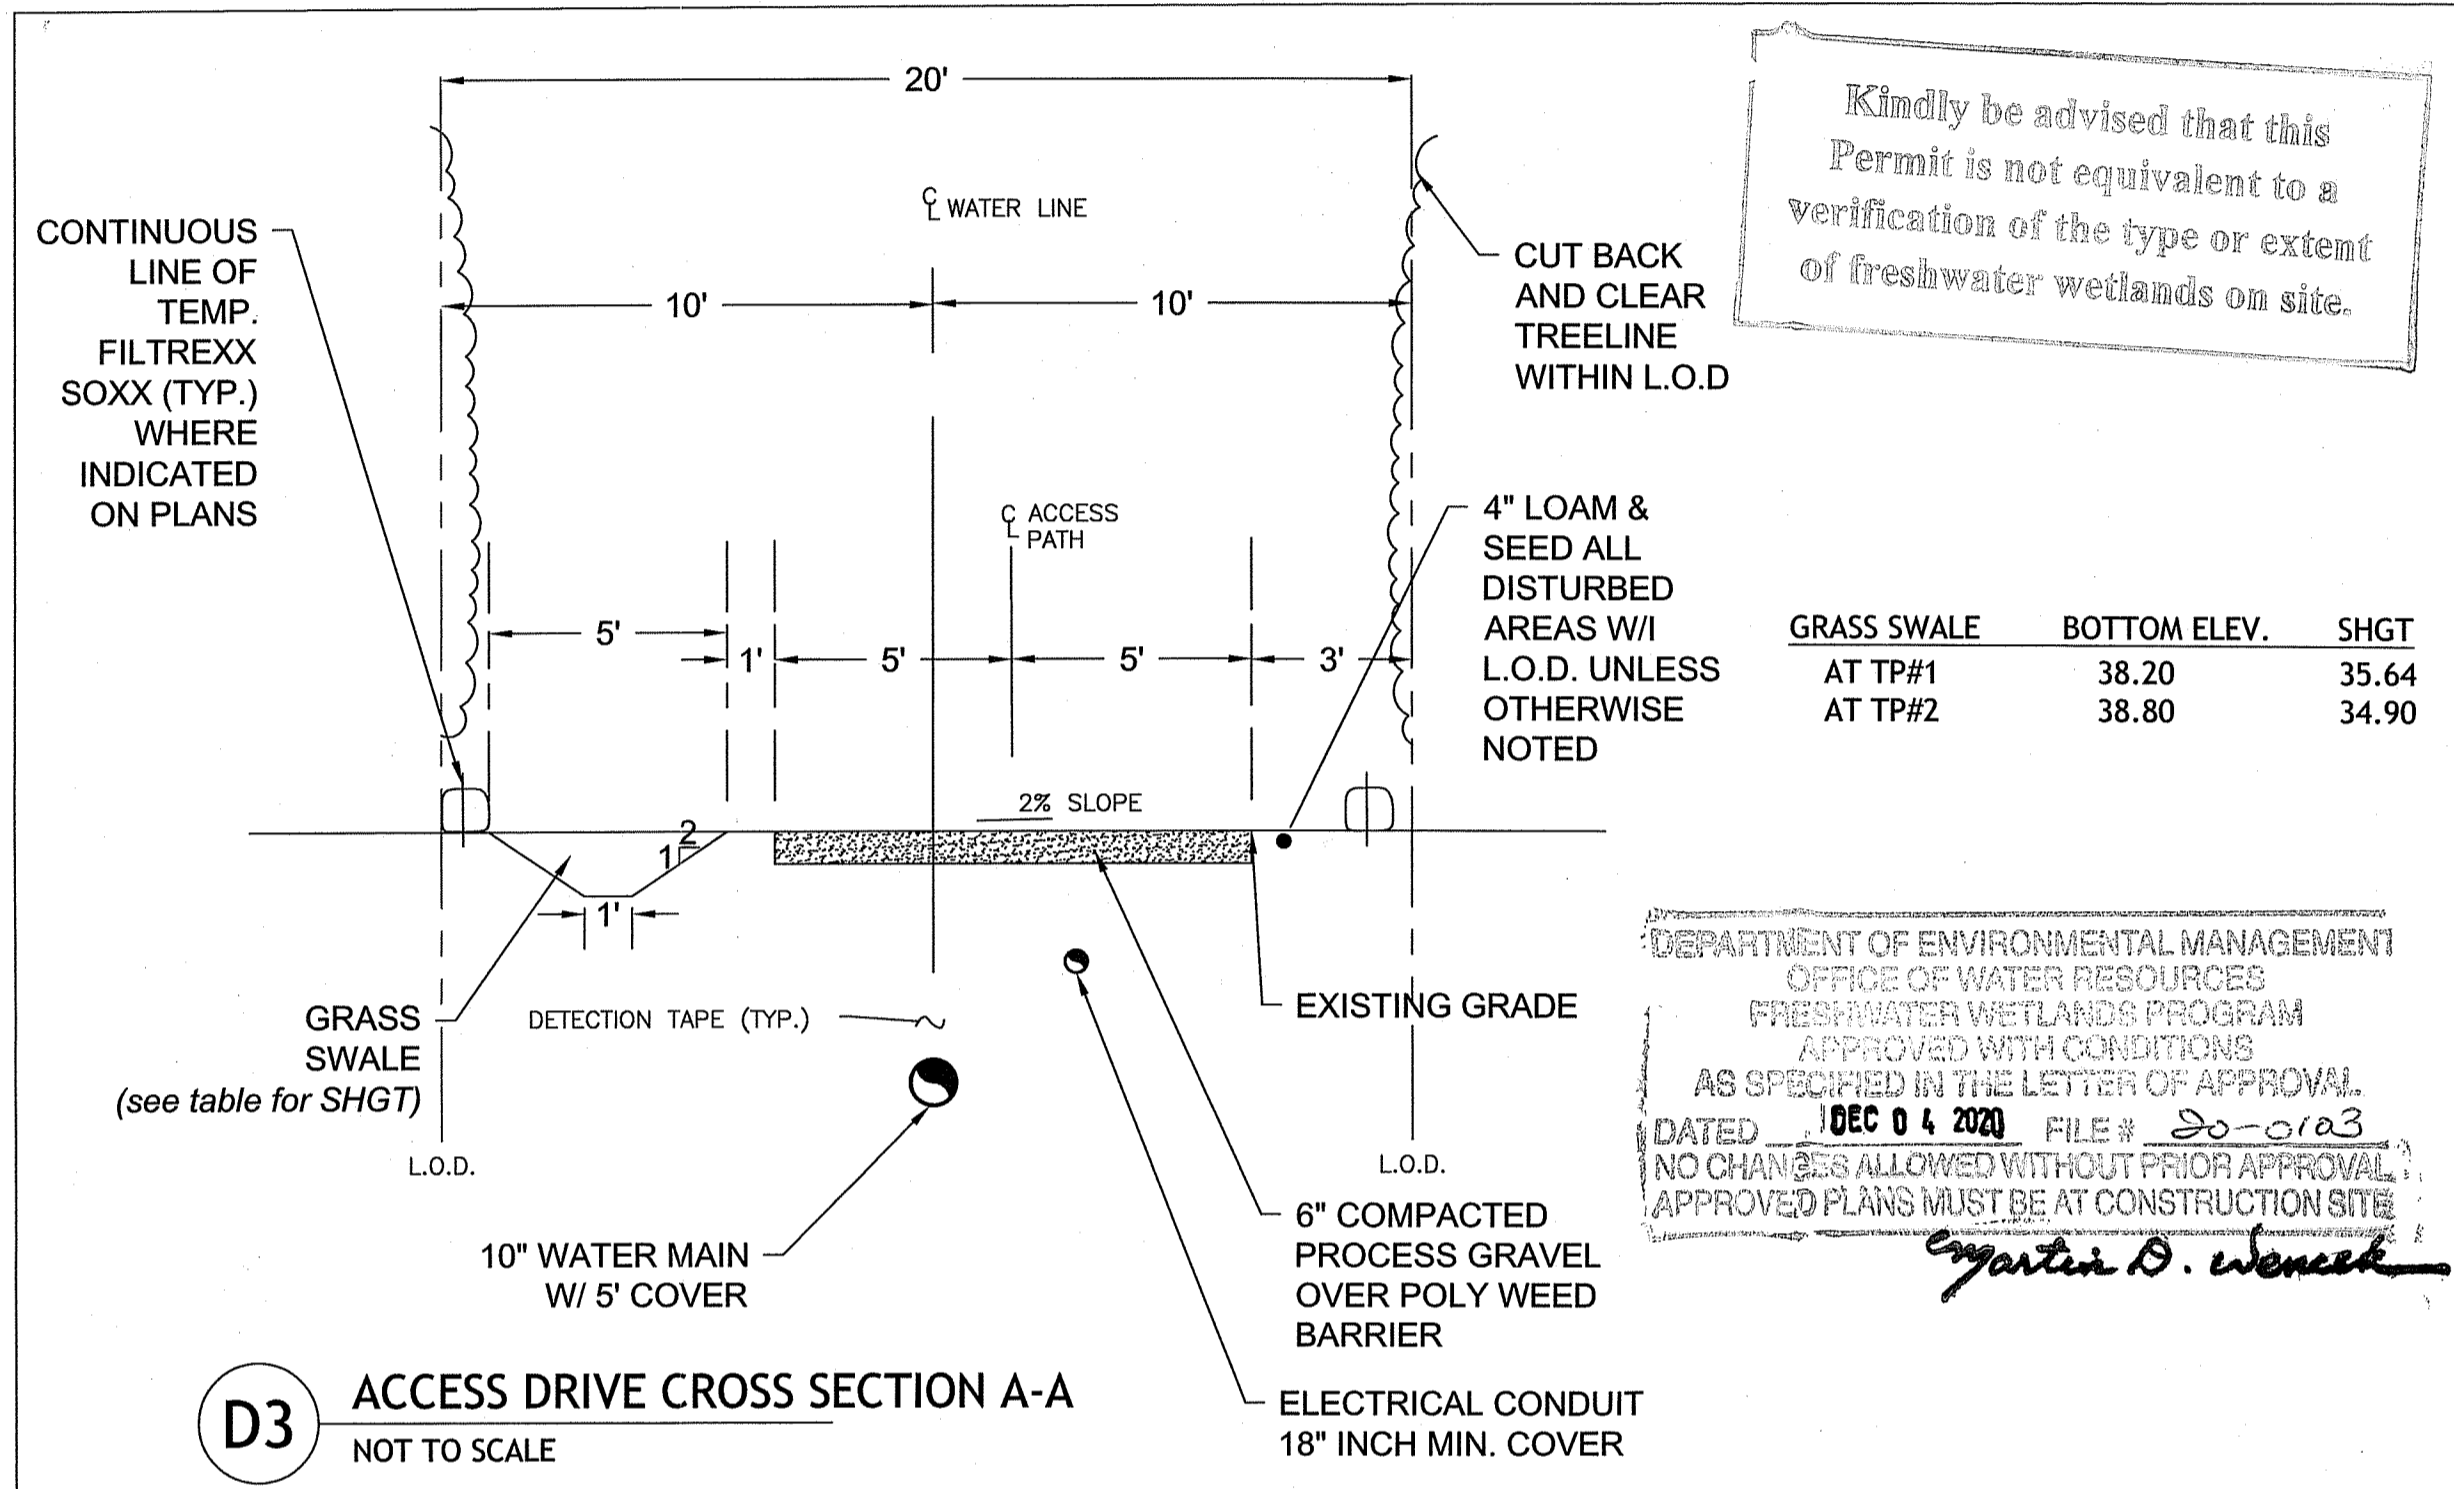 20'
Kindly be advised that this
Permit is not equivalent to a
verification of the type or extent
of freshwater wetlands on site.
℄ WATER LINE
CONTINUOUS
LINE OF
TEMP.
FILTREXX
SOXX (TYP.)
WHERE
INDICATED
ON PLANS
10'
10'
CUT BACK
AND CLEAR
TREELINE
WITHIN L.O.D
℄ ACCESS
PATH
4" LOAM &
SEED ALL
DISTURBED
AREAS W/I
L.O.D. UNLESS
OTHERWISE
NOTED
5'
1'
5'
5'
3'
GRASS SWALE BOTTOM ELEV. SHGT
AT TP#1 38.20 35.64
AT TP#2 38.80 34.90
2% SLOPE
2
1
1'
GRASS
SWALE
(see table for SHGT)
DETECTION TAPE (TYP.)
EXISTING GRADE
L.O.D.
L.O.D.
DEPARTMENT OF ENVIRONMENTAL MANAGEMENT
OFFICE OF WATER RESOURCES
FRESHWATER WETLANDS PROGRAM
APPROVED WITH CONDITIONS
AS SPECIFIED IN THE LETTER OF APPROVAL
DATED DEC 04 2020 FILE # 20-0103
NO CHANGES ALLOWED WITHOUT PRIOR APPROVAL
APPROVED PLANS MUST BE AT CONSTRUCTION SITE
Martin D. Wencek
10" WATER MAIN
W/ 5' COVER
6" COMPACTED
PROCESS GRAVEL
OVER POLY WEED
BARRIER
ELECTRICAL CONDUIT
18" INCH MIN. COVER
D3
ACCESS DRIVE CROSS SECTION A-A
NOT TO SCALE